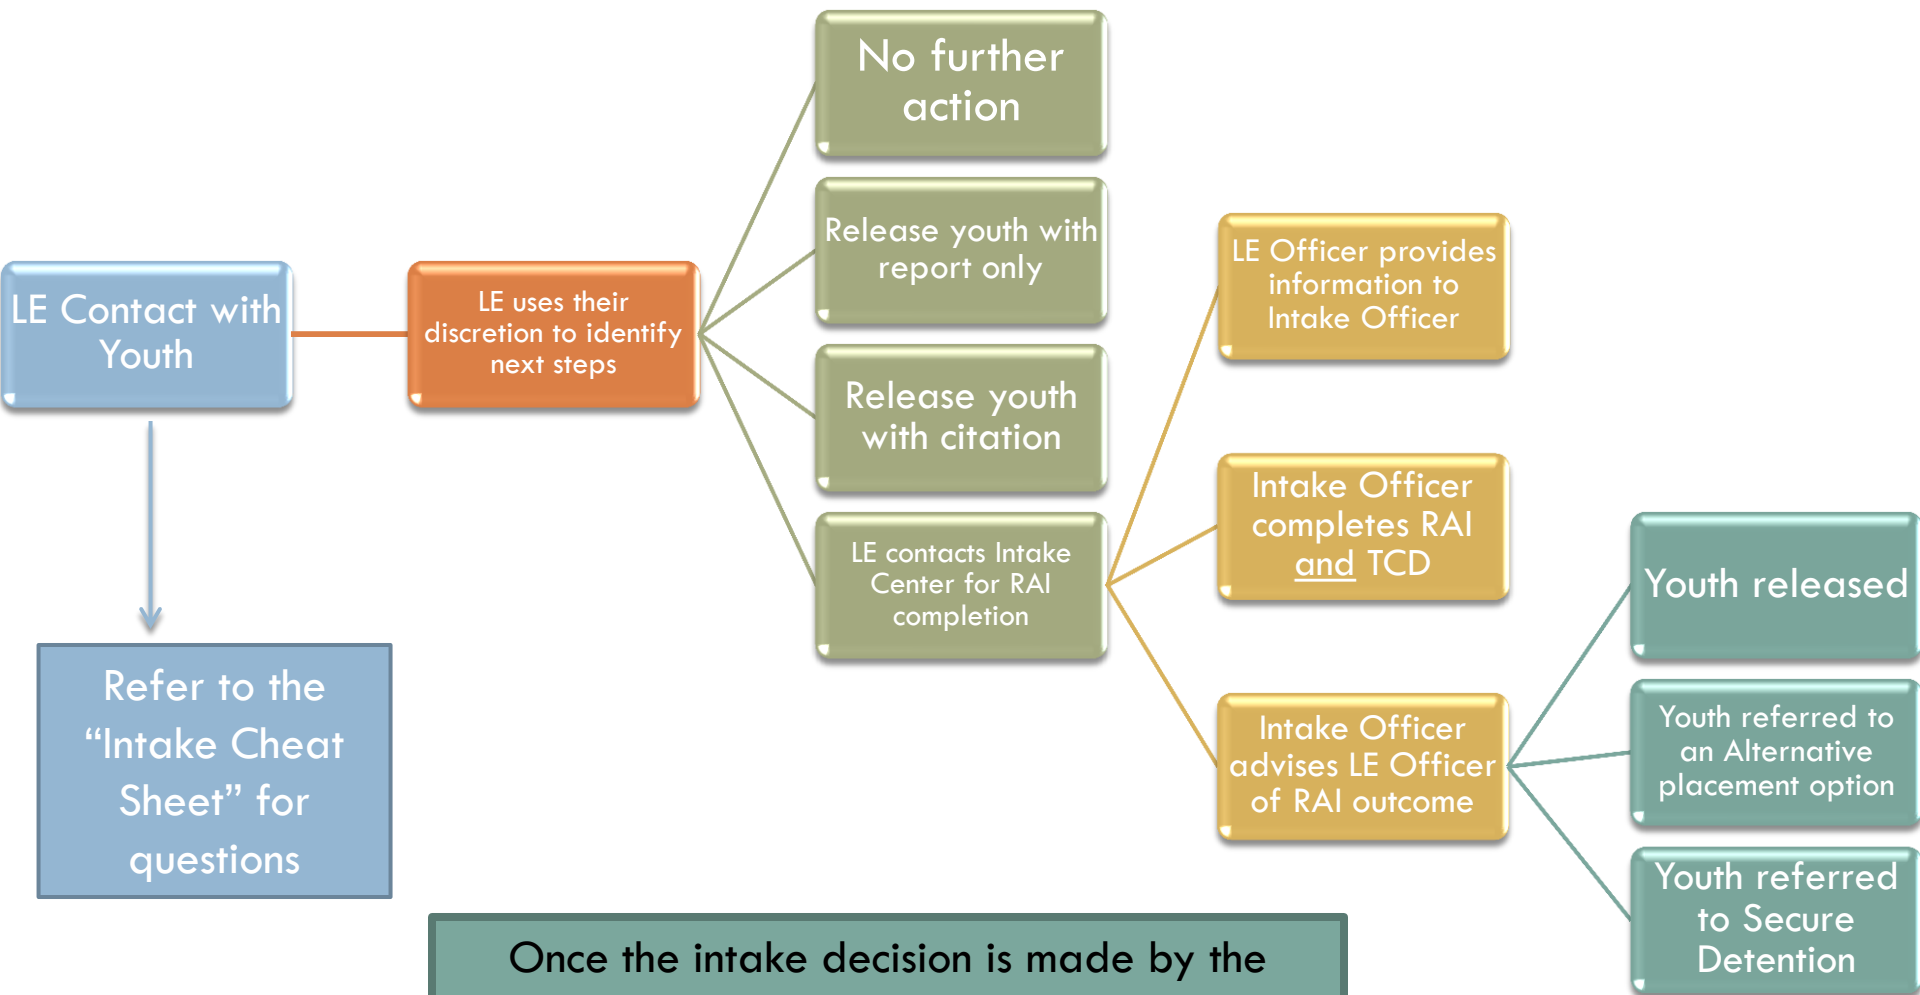 LE Contact with
Youth
Refer to the
“Intake Cheat
Sheet” for
questions
LE uses their
discretion to identify
next steps
No further
action
Release youth with
report only
Release youth
with citation
LE contacts Intake
Center for RAI
completion
LE Officer provides
information to
Intake Officer
Intake Officer
completes RAI
and TCD
Intake Officer
advises LE Officer
of RAI outcome
Youth released
Youth referred to
an Alternative
placement option
Youth referred
to Secure
Detention
Once the intake decision is made by the